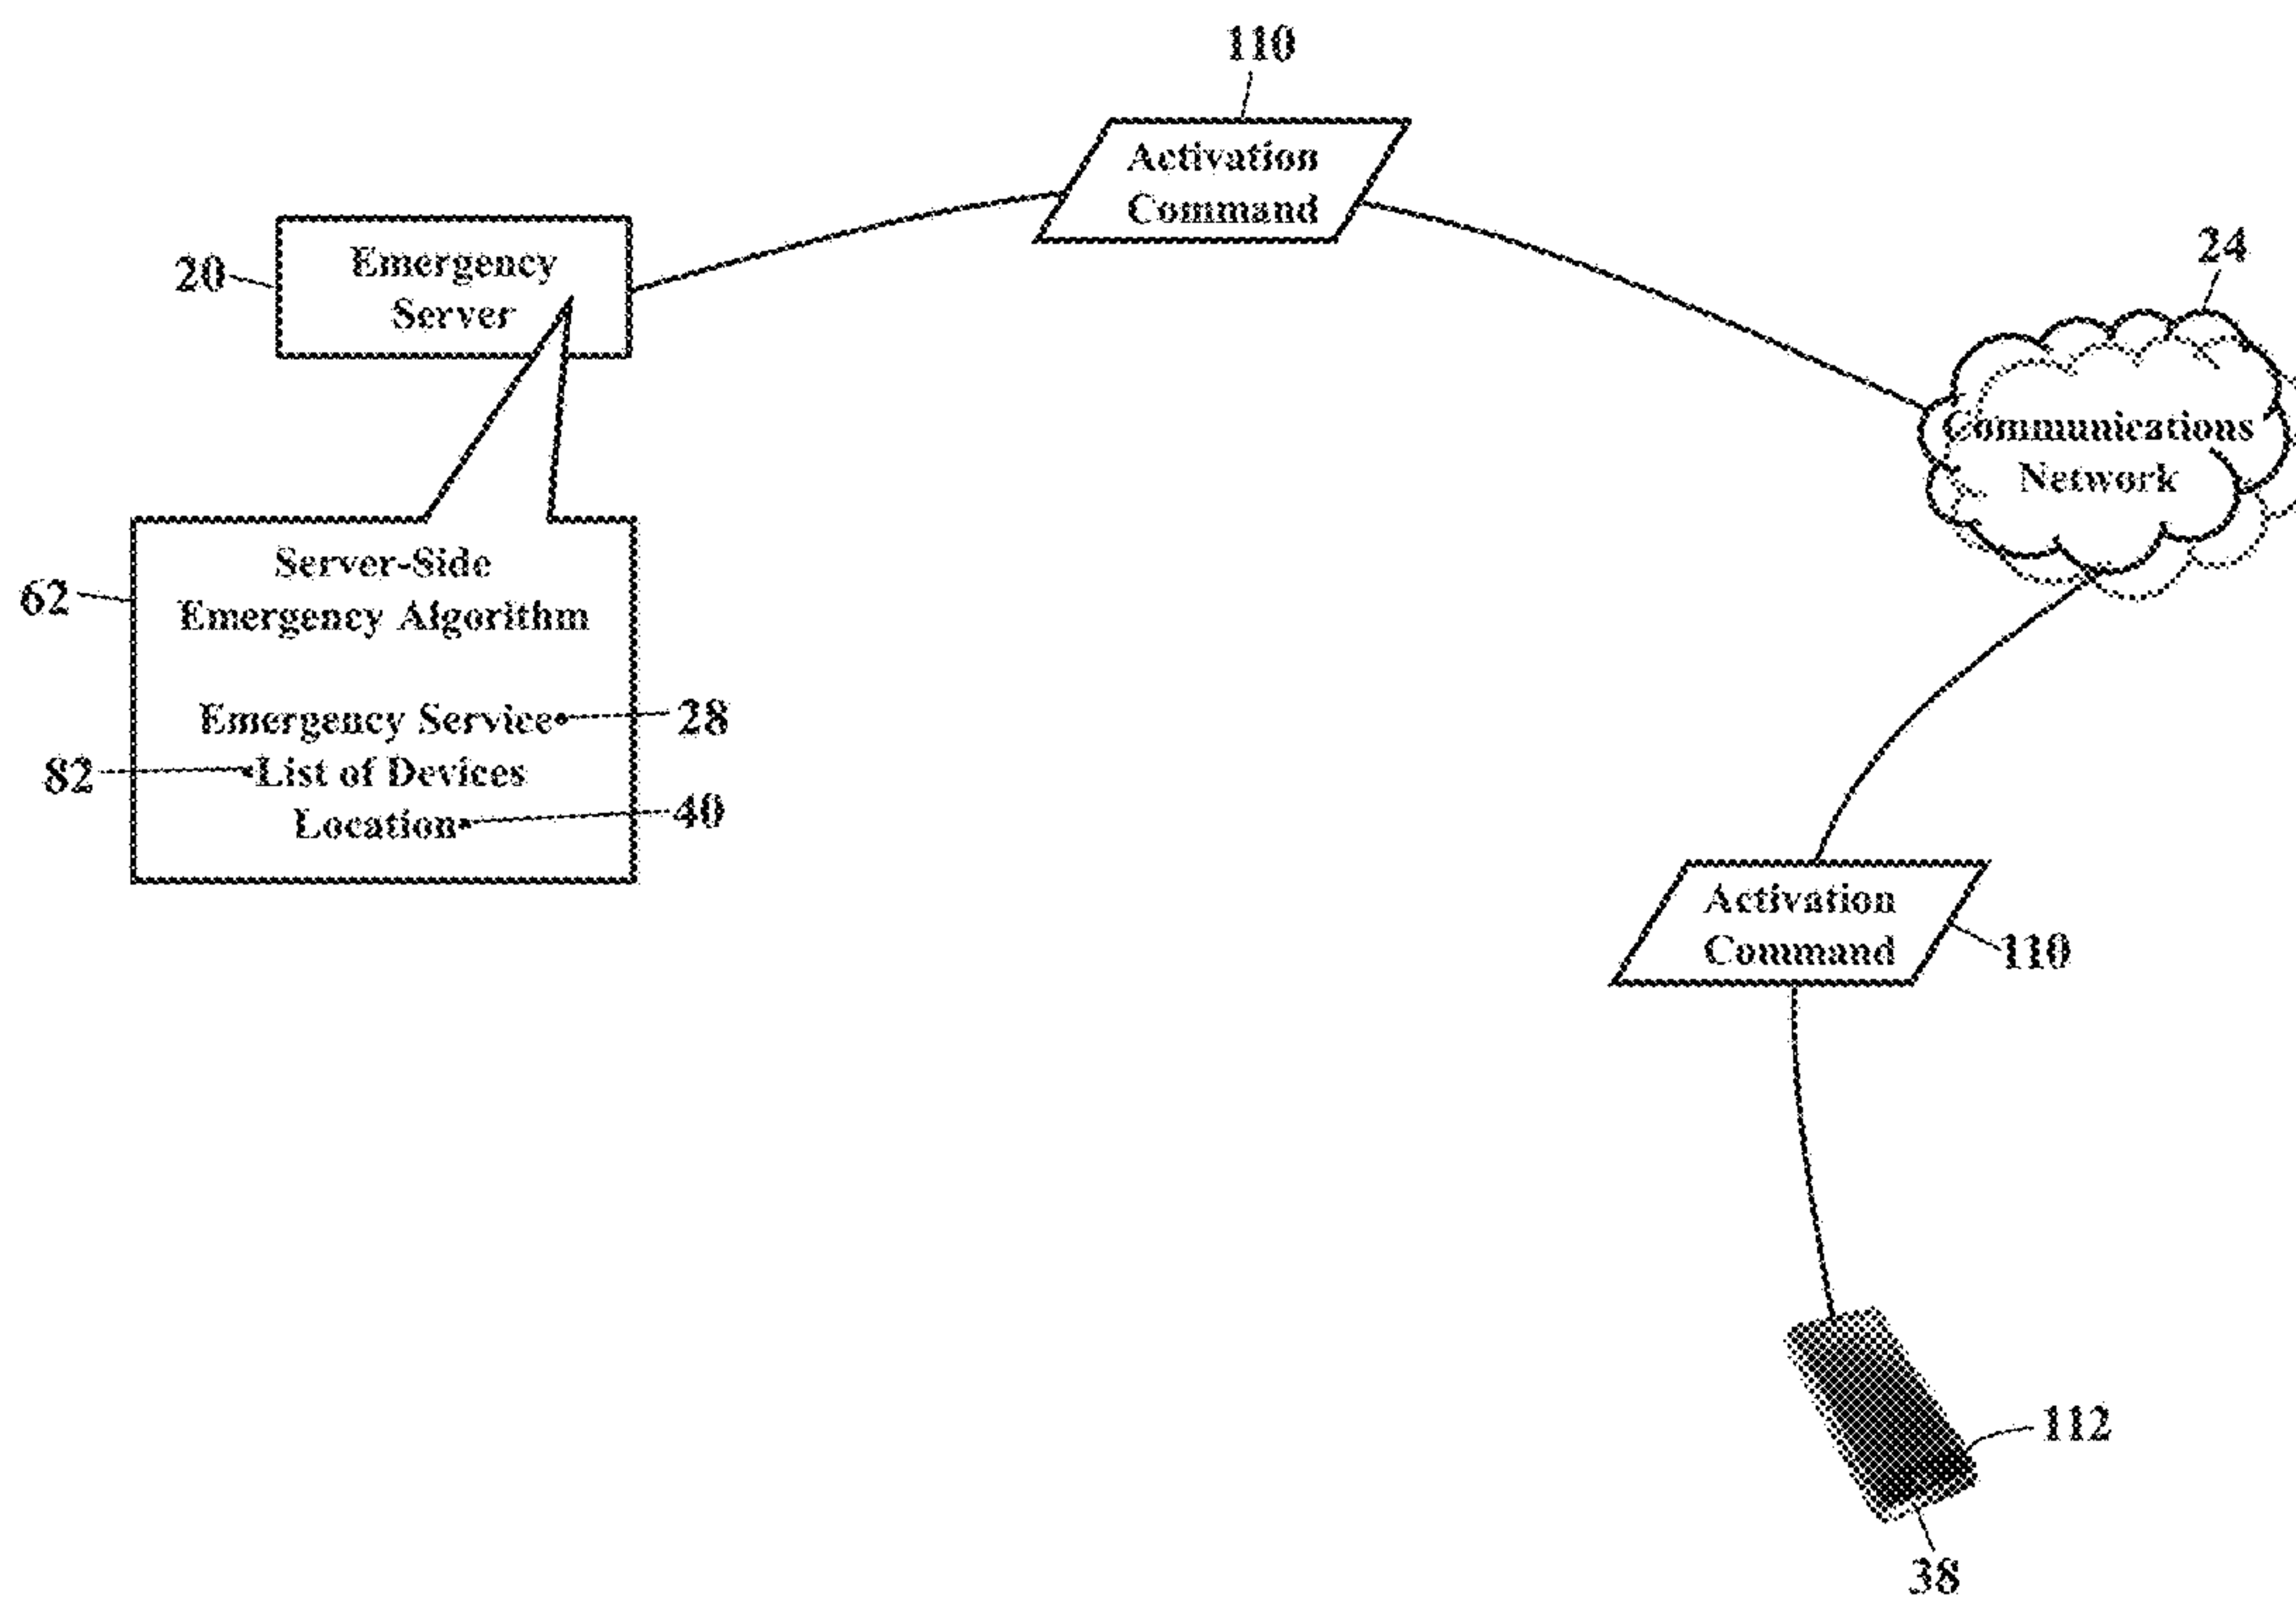 110
Activation
Command
24
20
Emergency
Server
Communications
Network
62
Server-Side
Emergency Algorithm
Emergency Service
28
82
List of Devices
Location
40
Activation
Command
110
112
38